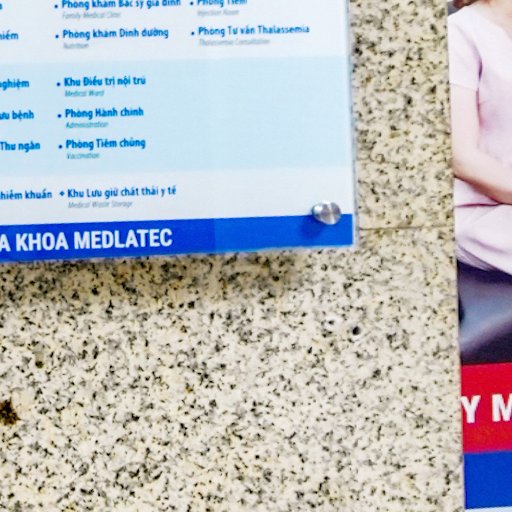 Phòng khám Bác sỹ gia đình • Phòng Tiêm
Family Medical Clinic Injection Room
iếm • Phòng khám Dinh dưỡng • Phòng Tư vấn Thalassemia
Nutrition Thalassemia Consultation
nghiệm • Khu Điều trị nội trú
Medical Ward
ưu bệnh • Phòng Hành chính
Administration
Thu ngân • Phòng Tiêm chủng
Vaccination
hiễm khuẩn • Khu Lưu giữ chất thải y tế
Medical Waste Storage
A KHOA MEDLATEC
Y M